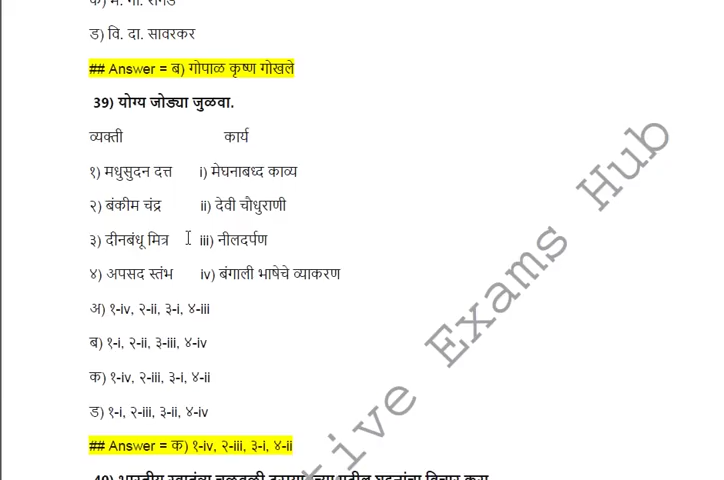 ड) वि. दा. सावरकर
## Answer = ब) गोपाळ कृष्ण गोखले
39) योग्य जोड्या जुळवा.
व्यक्ती कार्य
१) मधुसुदन दत्त i) मेघनाबध्द काव्य
२) बंकीम चंद्र ii) देवी चौधुराणी
३) दीनबंधू मित्र iii) नीलदर्पण
४) अपसद स्तंभ iv) बंगाली भाषेचे व्याकरण
अ) १-iv, २-ii, ३-i, ४-iii
ब) १-i, २-ii, ३-iii, ४-iv
क) १-iv, २-iii, ३-i, ४-ii
ड) १-i, २-iii, ३-ii, ४-iv
## Answer = क) १-iv, २-iii, ३-i, ४-ii
tive Exams Hub